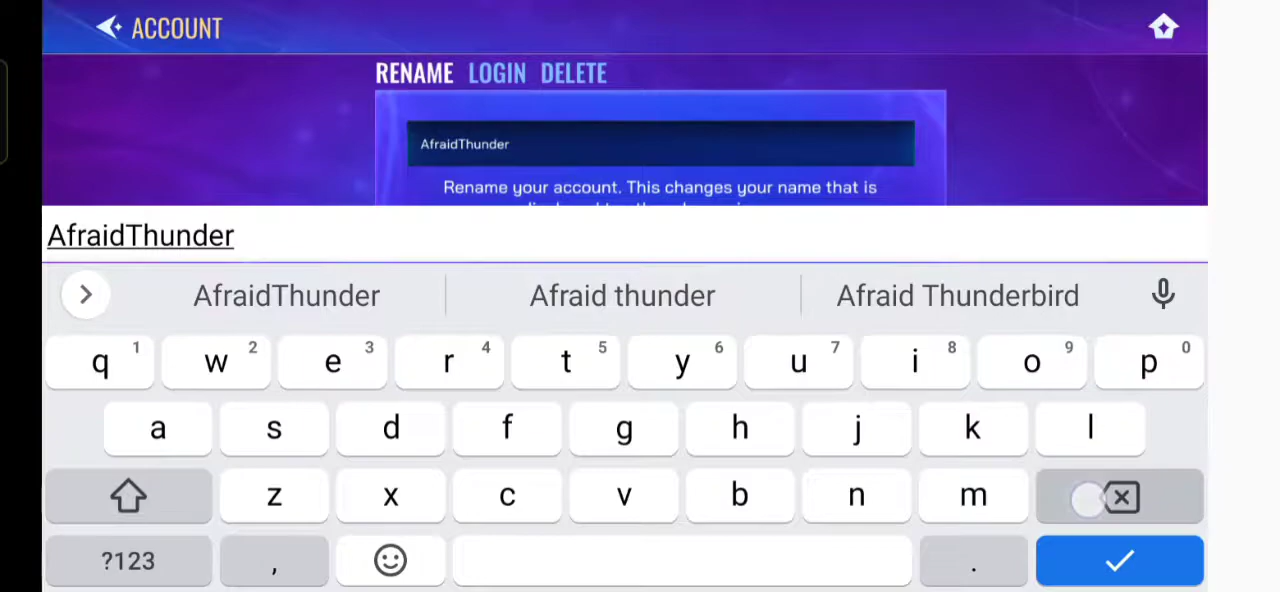 ACCOUNT
RENAME LOGIN DELETE
AfraidThunder
Rename your account. This changes your name that is
AfraidThunder
AfraidThunder Afraid thunder Afraid Thunderbird
q 1 w 2 e 3 r 4 t 5 y 6 u 7 i 8 o 9 p 0
a s d f g h j k l
z x c v b n m
?123 , .